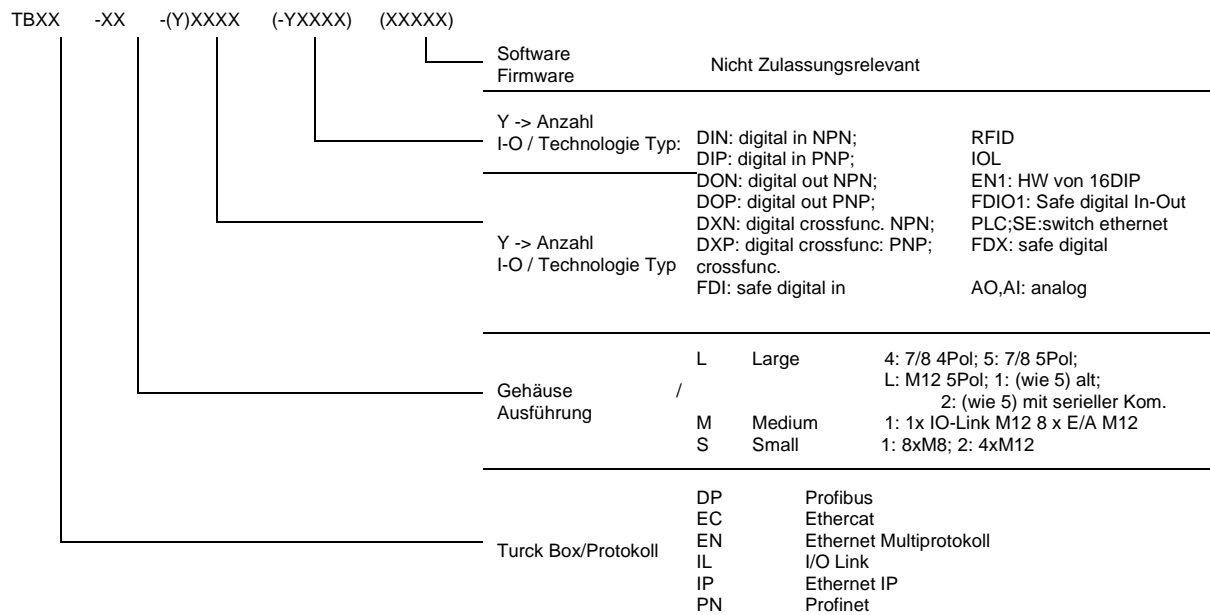 TBXX -XX -(Y)XXXX (-YXXXX) (XXXXX)
Software
Firmware
Nicht Zulassungsrelevant
Y -> Anzahl
I-O / Technologie Typ:
DIN: digital in NPN; RFID
DIP: digital in PNP; IOL
DON: digital out NPN; EN1: HW von 16DIP
DOP: digital out PNP; FDIO1: Safe digital In-Out
DXN: digital crossfunc. NPN; PLC;SE:switch ethernet
Y -> Anzahl
I-O / Technologie Typ
DXP: digital crossfunc: PNP; FDX: safe digital
crossfunc.
FDI: safe digital in AO,AI: analog
Gehäuse /
Ausführung
L Large 4: 7/8 4Pol; 5: 7/8 5Pol;
L: M12 5Pol; 1: (wie 5) alt;
2: (wie 5) mit serieller Kom.
M Medium 1: 1x IO-Link M12 8 x E/A M12
S Small 1: 8xM8; 2: 4xM12
Turck Box/Protokoll
DP Profibus
EC Ethercat
EN Ethernet Multiprotokoll
IL I/O Link
IP Ethernet IP
PN Profinet